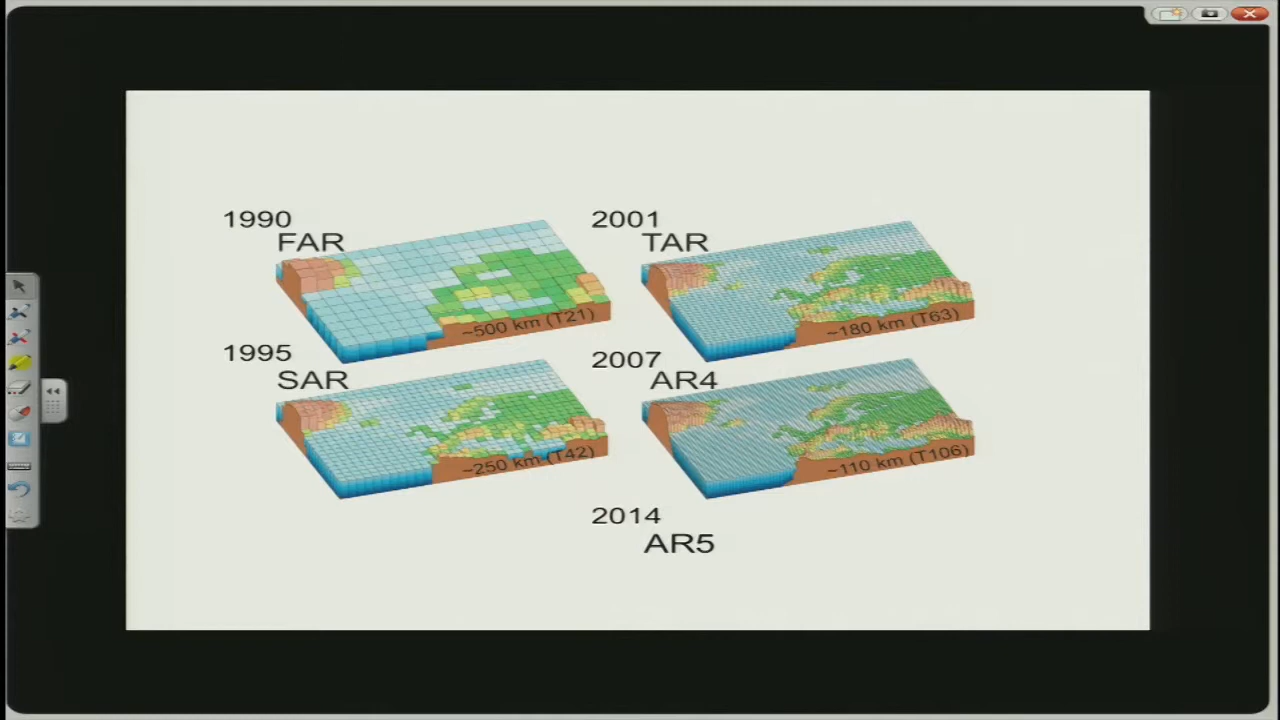 1990
FAR
~500 km (T21)
1995
SAR
~250 km (T42)
2001
TAR
~180 km (T63)
2007
AR4
~110 km (T106)
2014
AR5